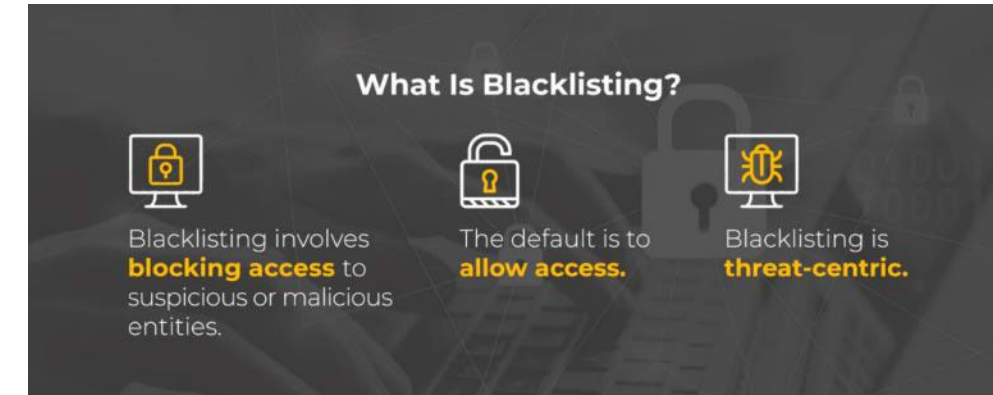 What Is Blacklisting?
Blacklisting involves
blocking access to
suspicious or malicious
entities.
The default is to
allow access.
Blacklisting is
threat-centric.